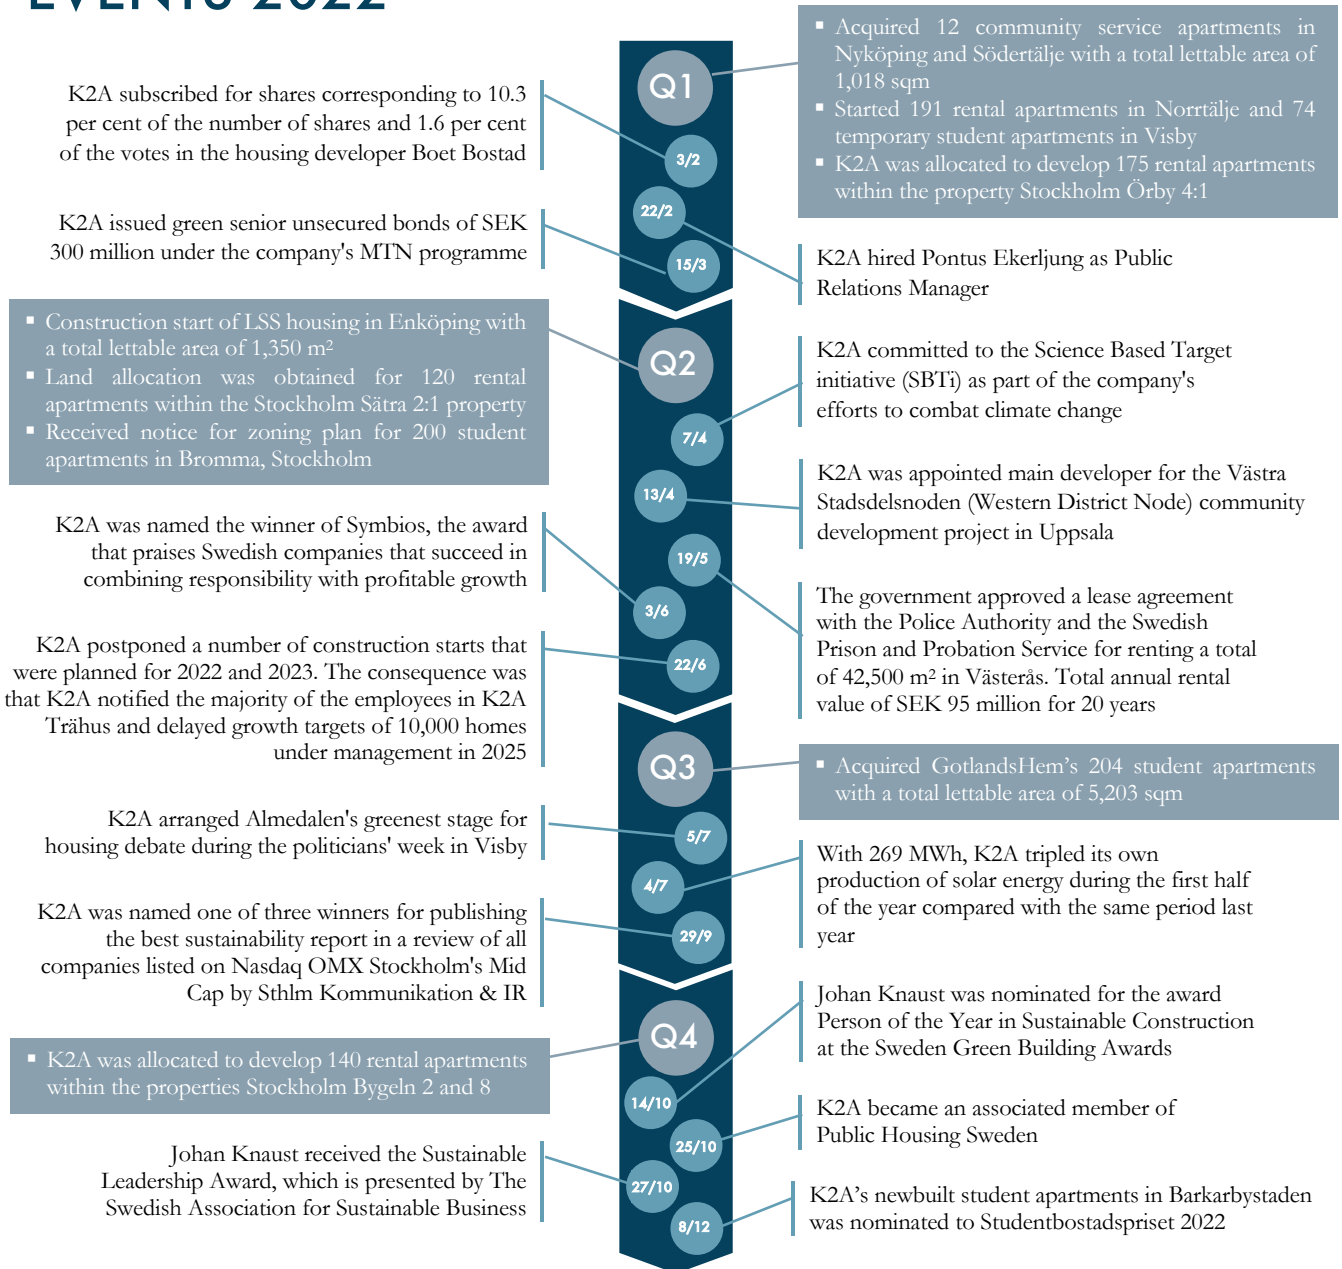 EVENTS 2022
Q1
▪ Acquired 12 community service apartments in
Nyköping and Södertälje with a total lettable area of
1,018 sqm
▪ Started 191 rental apartments in Norrtälje and 74
temporary student apartments in Visby
▪ K2A was allocated to develop 175 rental apartments
within the property Stockholm Örby 4:1
K2A subscribed for shares corresponding to 10.3
per cent of the number of shares and 1.6 per cent
of the votes in the housing developer Boet Bostad
3/2
22/2
K2A hired Pontus Ekerljung as Public
Relations Manager
K2A issued green senior unsecured bonds of SEK
300 million under the company's MTN programme
15/3
Q2
▪ Construction start of LSS housing in Enköping with
a total lettable area of 1,350 m²
▪ Land allocation was obtained for 120 rental
apartments within the Stockholm Sätra 2:1 property
▪ Received notice for zoning plan for 200 student
apartments in Bromma, Stockholm
K2A committed to the Science Based Target
initiative (SBTi) as part of the company's
efforts to combat climate change
7/4
13/4
K2A was appointed main developer for the Västra
Stadsdelsnoden (Western District Node) community
development project in Uppsala
19/5
The government approved a lease agreement
with the Police Authority and the Swedish
Prison and Probation Service for renting a total
of 42,500 m² in Västerås. Total annual rental
value of SEK 95 million for 20 years
K2A was named the winner of Symbios, the award
that praises Swedish companies that succeed in
combining responsibility with profitable growth
3/6
K2A postponed a number of construction starts that
were planned for 2022 and 2023. The consequence was
that K2A notified the majority of the employees in K2A
Trähus and delayed growth targets of 10,000 homes
under management in 2025
22/6
Q3
▪ Acquired GotlandsHem’s 204 student apartments
with a total lettable area of 5,203 sqm
K2A arranged Almedalen's greenest stage for
housing debate during the politicians' week in Visby
5/7
4/7
With 269 MWh, K2A tripled its own
production of solar energy during the first half
of the year compared with the same period last
year
K2A was named one of three winners for publishing
the best sustainability report in a review of all
companies listed on Nasdaq OMX Stockholm's Mid
Cap by Sthlm Kommunikation & IR
29/9
Q4
▪ K2A was allocated to develop 140 rental apartments
within the properties Stockholm Bygeln 2 and 8
Johan Knaust was nominated for the award
Person of the Year in Sustainable Construction
at the Sweden Green Building Awards
14/10
K2A became an associated member of
Public Housing Sweden
25/10
Johan Knaust received the Sustainable
Leadership Award, which is presented by The
Swedish Association for Sustainable Business
27/10
K2A’s newbuilt student apartments in Barkarbystaden
was nominated to Studentbostadspriset 2022
8/12